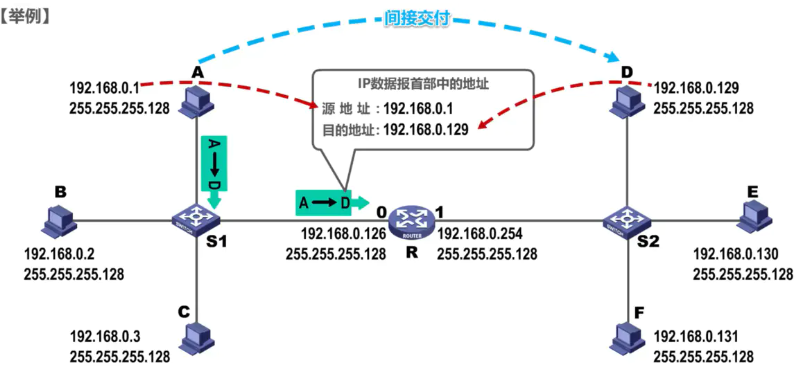 【举例】
间接交付
A
192.168.0.1
255.255.255.128
IP数据报首部中的地址
源 地 址 : 192.168.0.1
目的地址: 192.168.0.129
D
192.168.0.129
255.255.255.128
A
D
B
192.168.0.2
255.255.255.128
SWITCH
S1
A D
0
192.168.0.126
255.255.255.128
ROUTER
R
1
192.168.0.254
255.255.255.128
SWITCH
S2
E
192.168.0.130
255.255.255.128
C
192.168.0.3
255.255.255.128
F
192.168.0.131
255.255.255.128